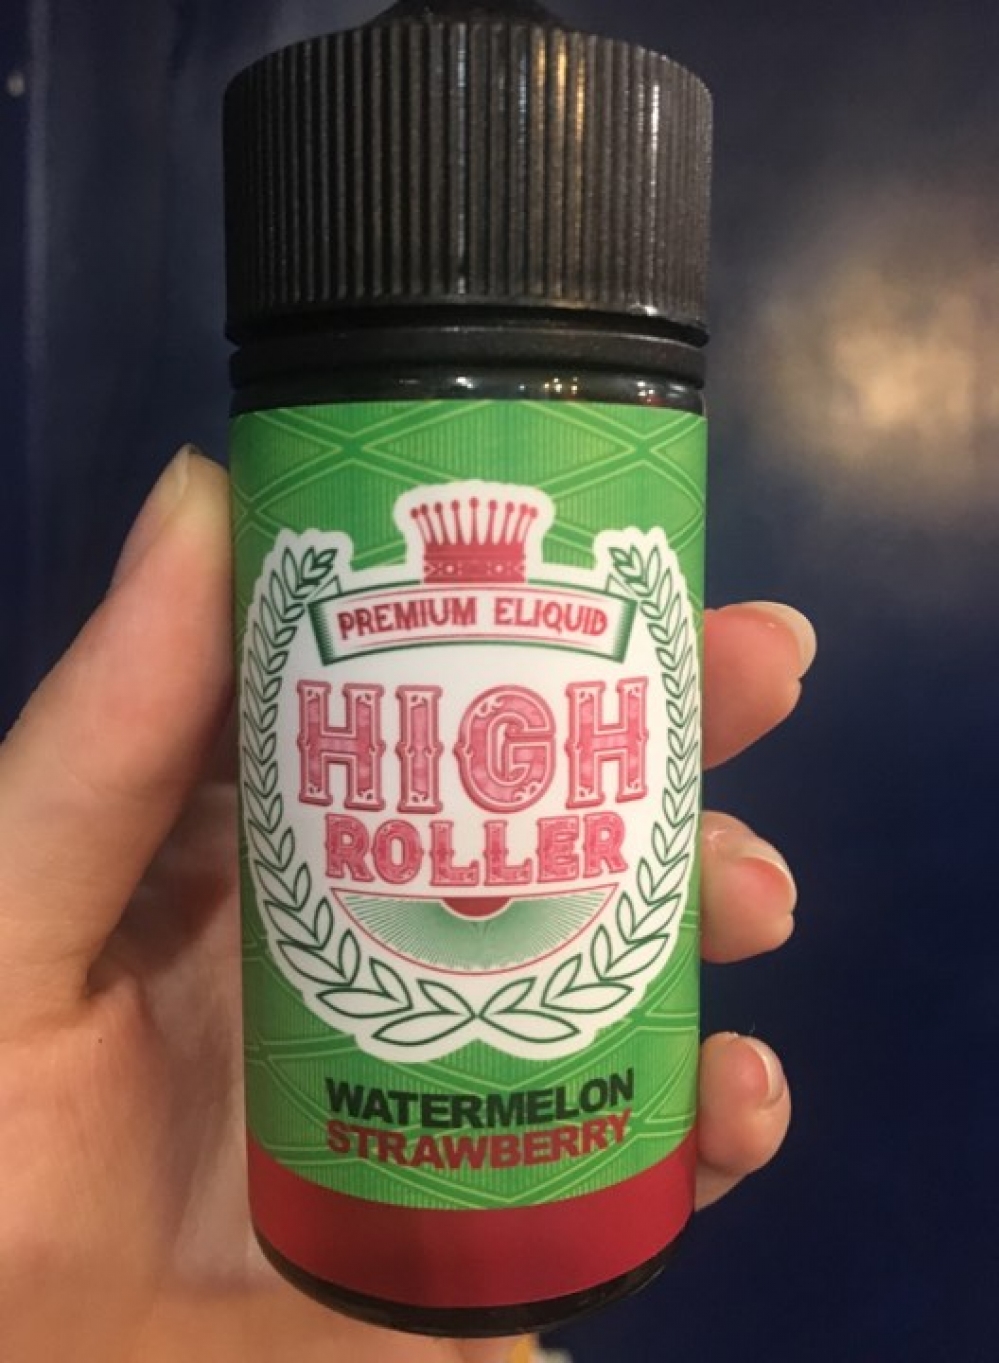 PREMIUM ELIQUID
HIGH
ROLLER
WATERMELON
STRAWBERRY